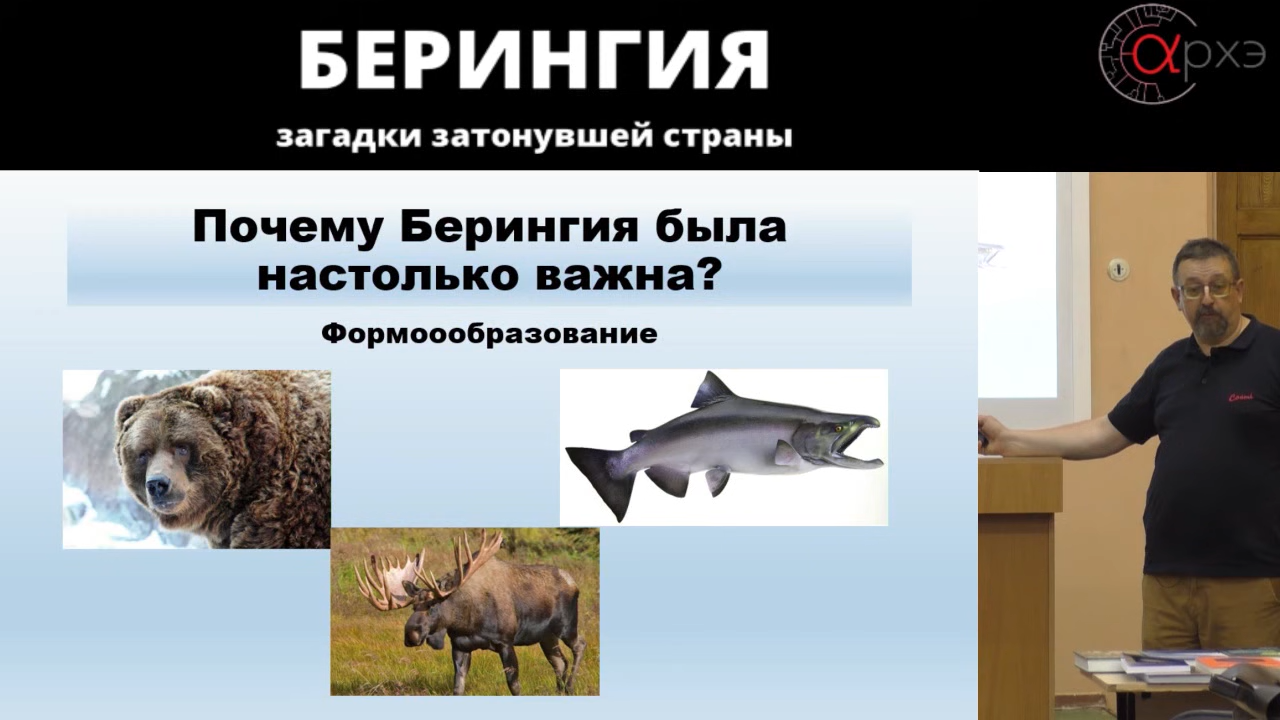 БЕРИНГИЯ
загадки затонувшей страны
αрхэ
Почему Берингия была
настолько важна?
Формоообразование